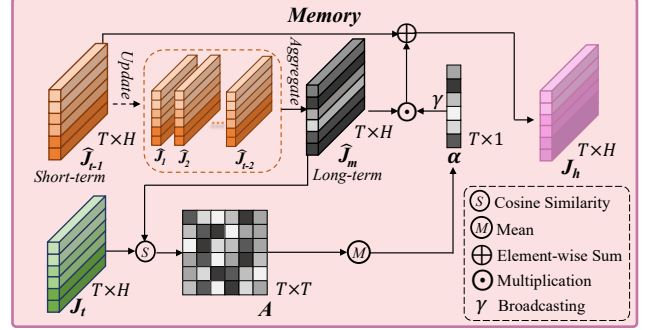 Memory
Update
Aggregate
γ
T×H
Ĵt-1
Short-term
Ĵ1
Ĵ2
...
Ĵt-2
T×H
Ĵm
Long-term
T×1
α
T×H
Jh
S
M
T×H
Jt
T×T
A
S Cosine Similarity
M Mean
⊕ Element-wise Sum
⊙ Multiplication
γ Broadcasting